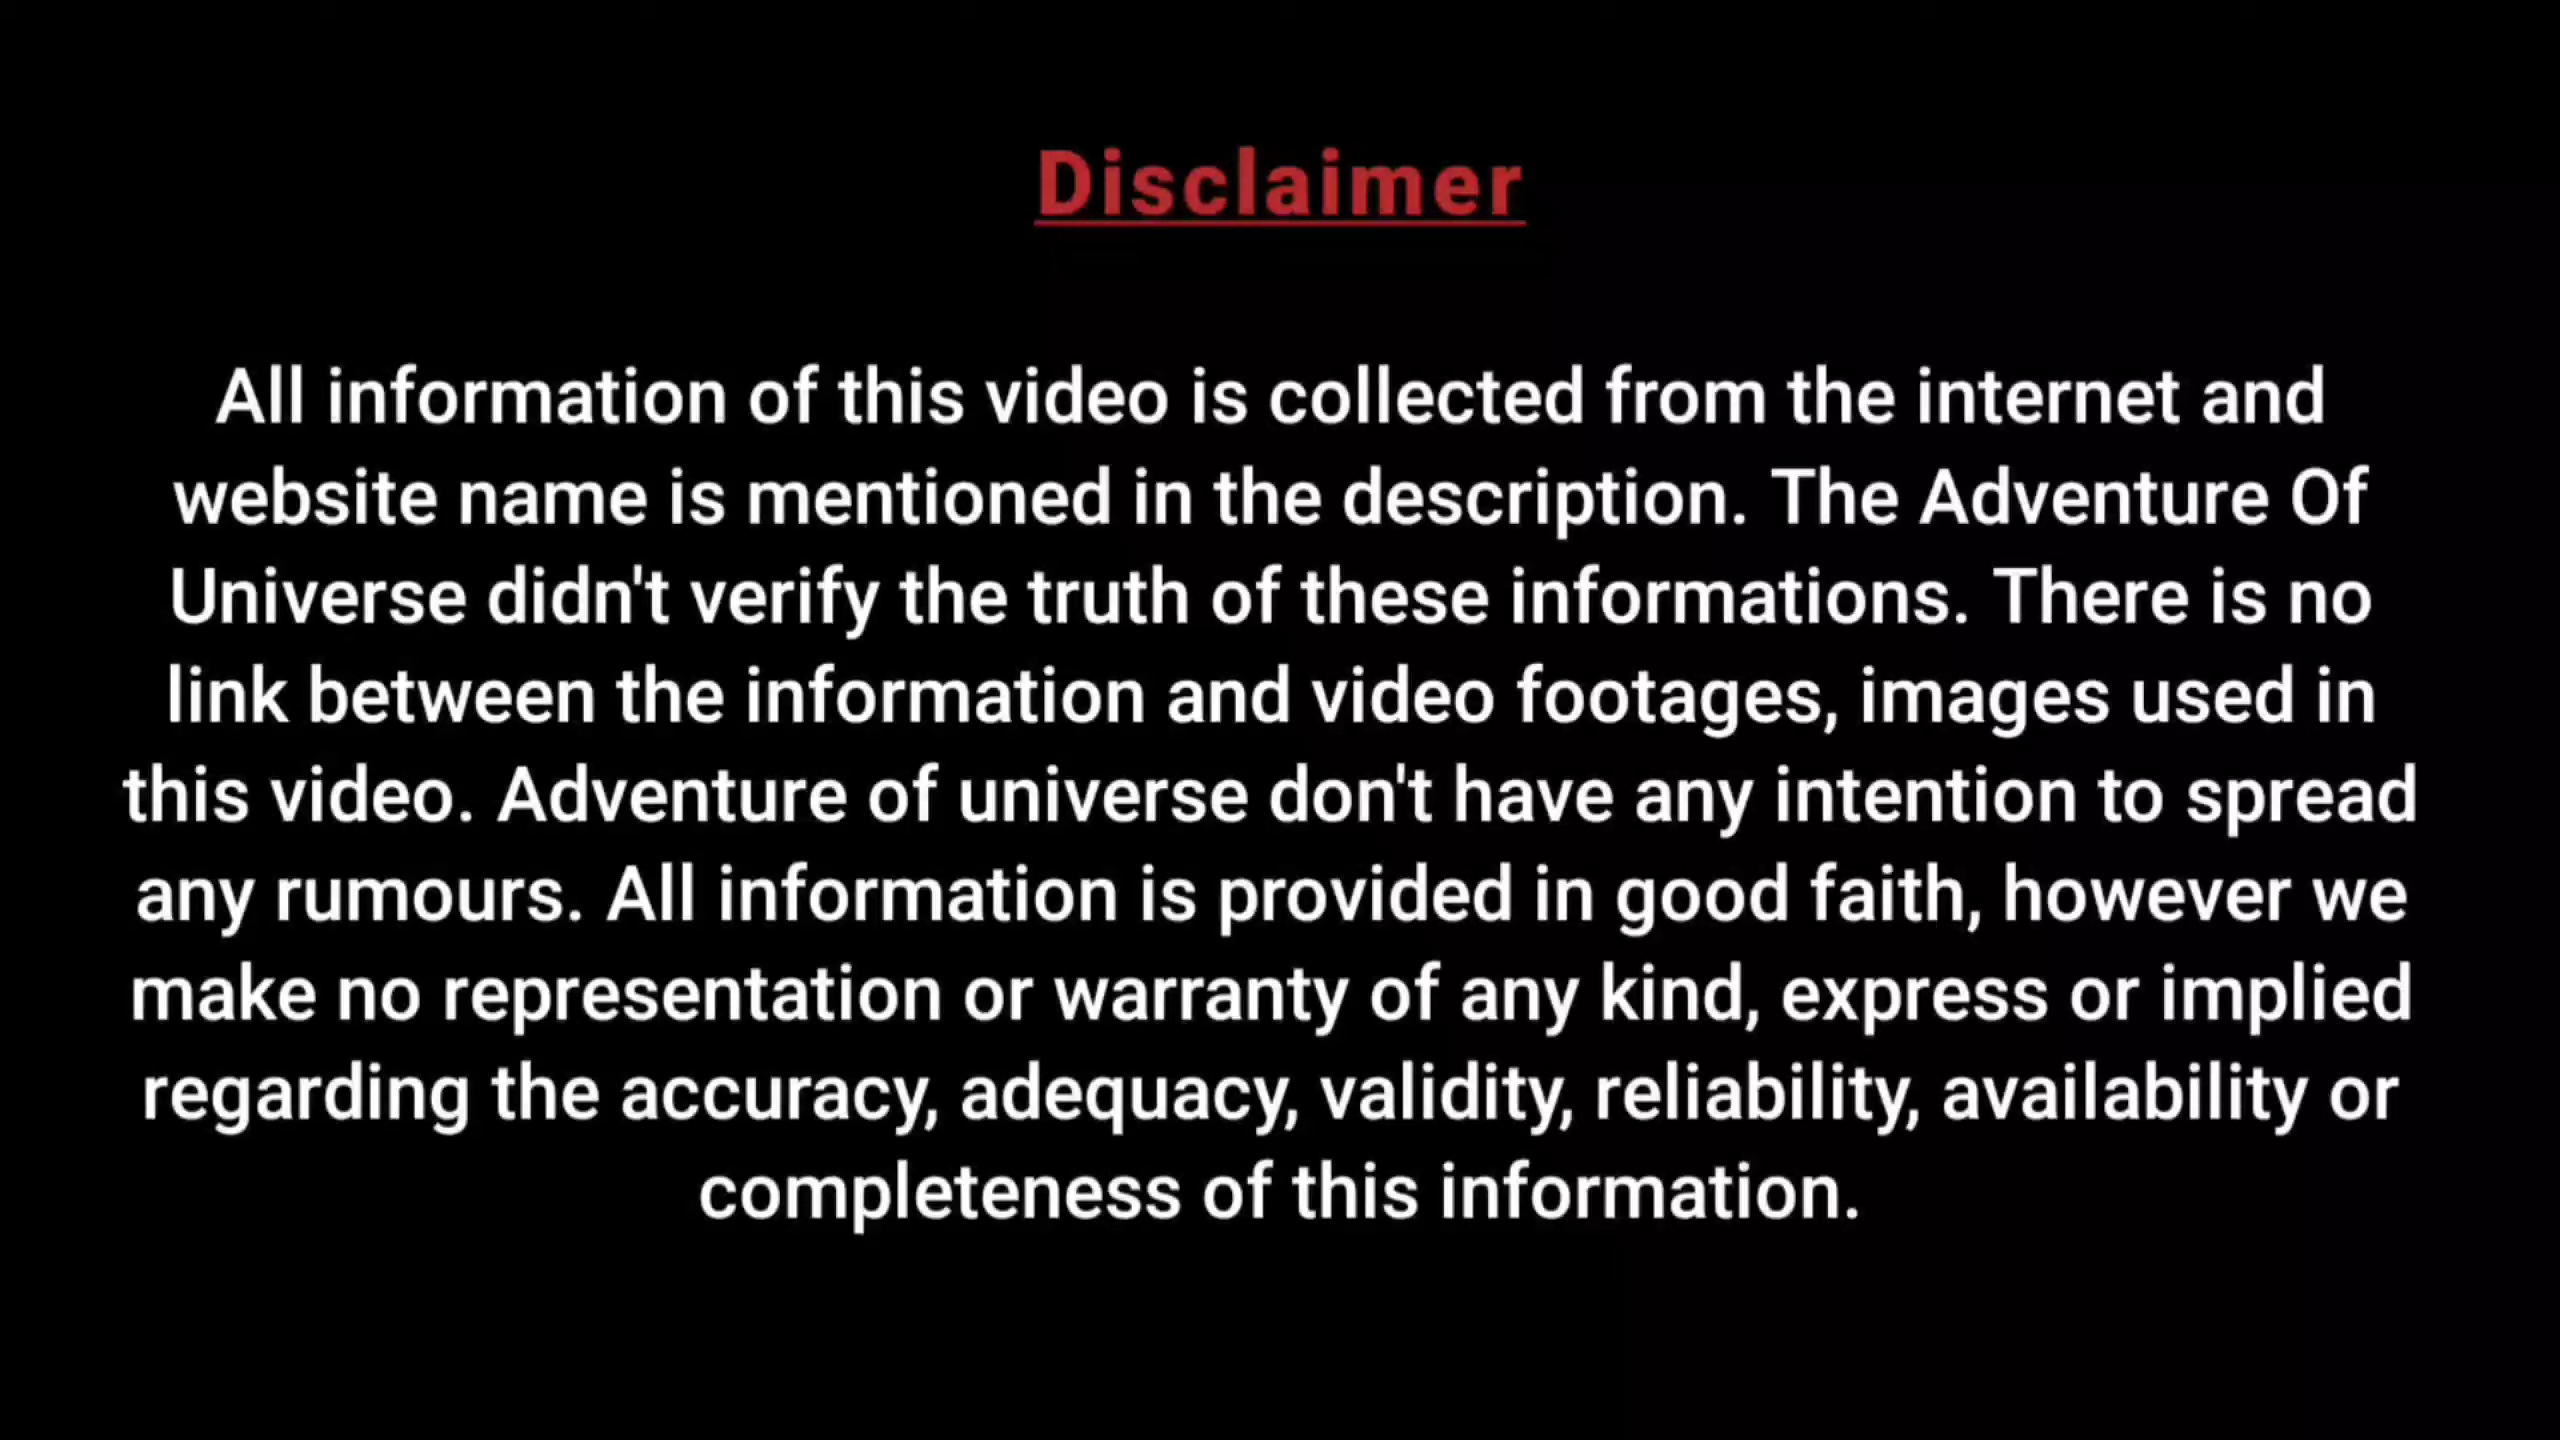 Disclaimer
All information of this video is collected from the internet and
website name is mentioned in the description. The Adventure Of
Universe didn't verify the truth of these informations. There is no
link between the information and video footages, images used in
this video. Adventure of universe don't have any intention to spread
any rumours. All information is provided in good faith, however we
make no representation or warranty of any kind, express or implied
regarding the accuracy, adequacy, validity, reliability, availability or
completeness of this information.